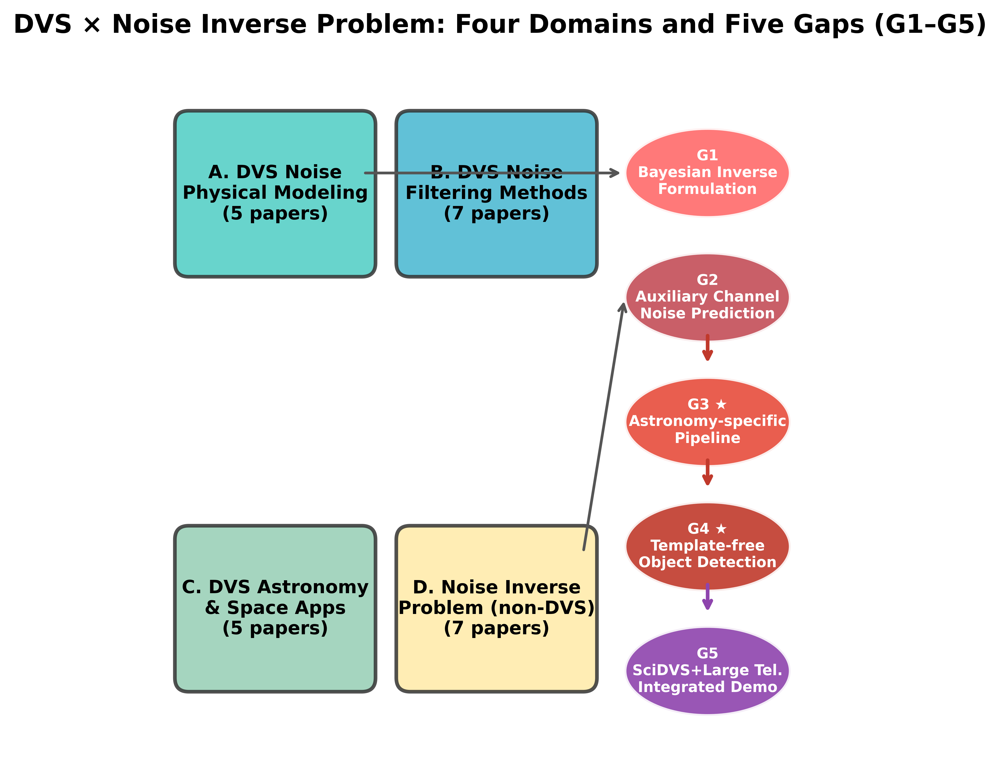 DVS × Noise Inverse Problem: Four Domains and Five Gaps (G1–G5)
A. DVS Noise
Physical Modeling
(5 papers)
B. DVS Noise
Filtering Methods
(7 papers)
G1
Bayesian Inverse
Formulation
G2
Auxiliary Channel
Noise Prediction
G3 ★
Astronomy-specific
Pipeline
G4 ★
Template-free
Object Detection
C. DVS Astronomy
& Space Apps
(5 papers)
D. Noise Inverse
Problem (non-DVS)
(7 papers)
G5
SciDVS+Large Tel.
Integrated Demo